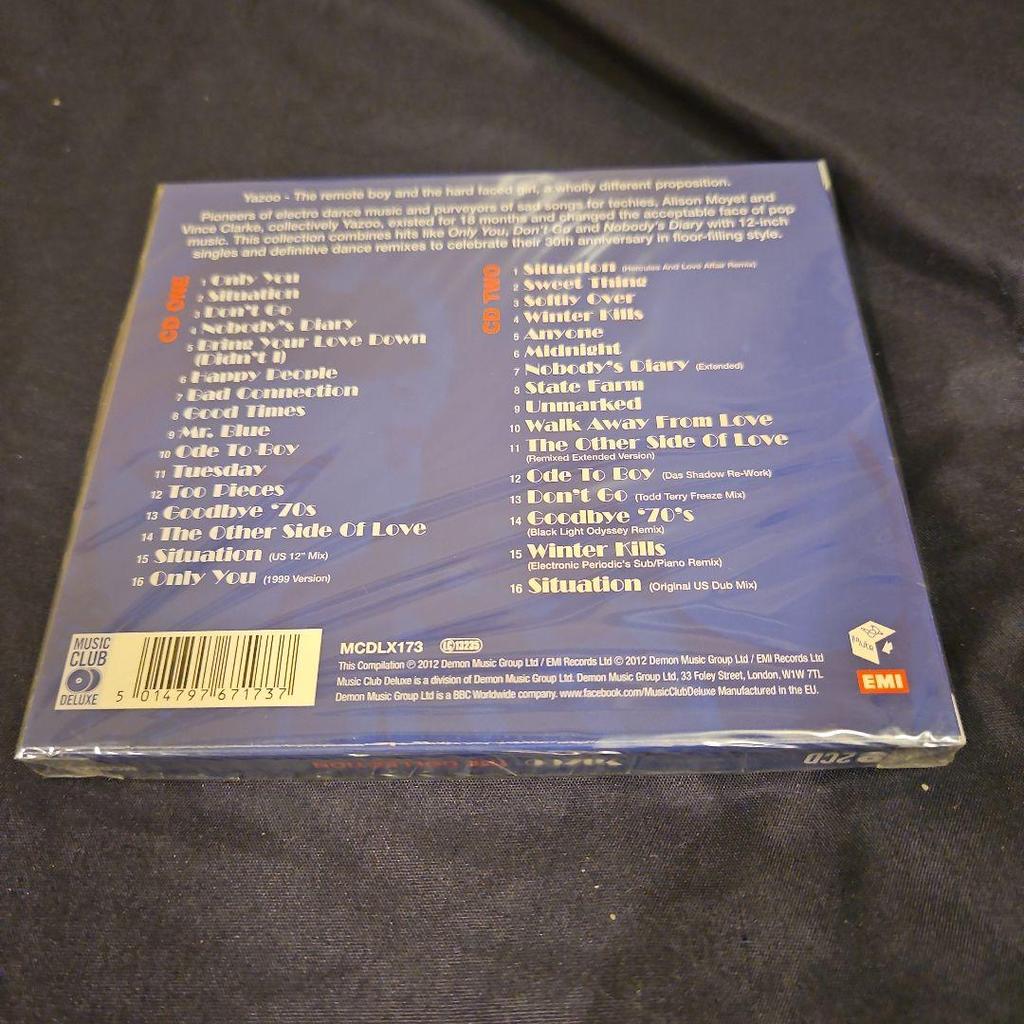 Yazoo - The remote boy and the hard faced girl, a wholly different proposition.
Pioneers of electro dance music and purveyors of sad songs for techies, Alison Moyet and
Vince Clarke, collectively Yazoo, existed for 18 months and changed the acceptable face of pop
music. This collection combines hits like Only You, Don't Go and Nobody's Diary with 12-inch
singles and definitive dance remixes to celebrate their 30th anniversary in floor-filling style.
CD ONE
1 Only You
2 Situation
3 Don't Go
4 Nobody's Diary
5 Bring Your Love Down
(Didn't I)
6 Happy People
7 Bad Connection
8 Good Times
9 Mr. Blue
10 Ode To Boy
11 Tuesday
12 Too Pieces
13 Goodbye '70s
14 The Other Side Of Love
15 Situation (US 12" Mix)
16 Only You (1999 Version)
CD TWO
1 Situation (Hercules And Love Affair Remix)
2 Sweet Thing
3 Softly Over
4 Winter Kills
5 Anyone
6 Midnight
7 Nobody's Diary (Extended)
8 State Farm
9 Unmarked
10 Walk Away From Love
11 The Other Side Of Love
(Remixed Extended Version)
12 Ode To Boy (Das Shadow Re-Work)
13 Don't Go (Todd Terry Freeze Mix)
14 Goodbye '70's
(Black Light Odyssey Remix)
15 Winter Kills
(Electronic Periodic's Sub/Piano Remix)
16 Situation (Original US Dub Mix)
MUSIC
CLUB
DELUXE
5 014797 671737
MCDLX173 LC 13225
This Compilation ℗ 2012 Demon Music Group Ltd / EMI Records Ltd © 2012 Demon Music Group Ltd / EMI Records Ltd
Music Club Deluxe is a division of Demon Music Group Ltd. Demon Music Group Ltd, 33 Foley Street, London, W1W 7TL
Demon Music Group Ltd is a BBC Worldwide company. www.facebook.com/MusicClubDeluxe Manufactured in the EU.
EMI
2CD
COLLECTION